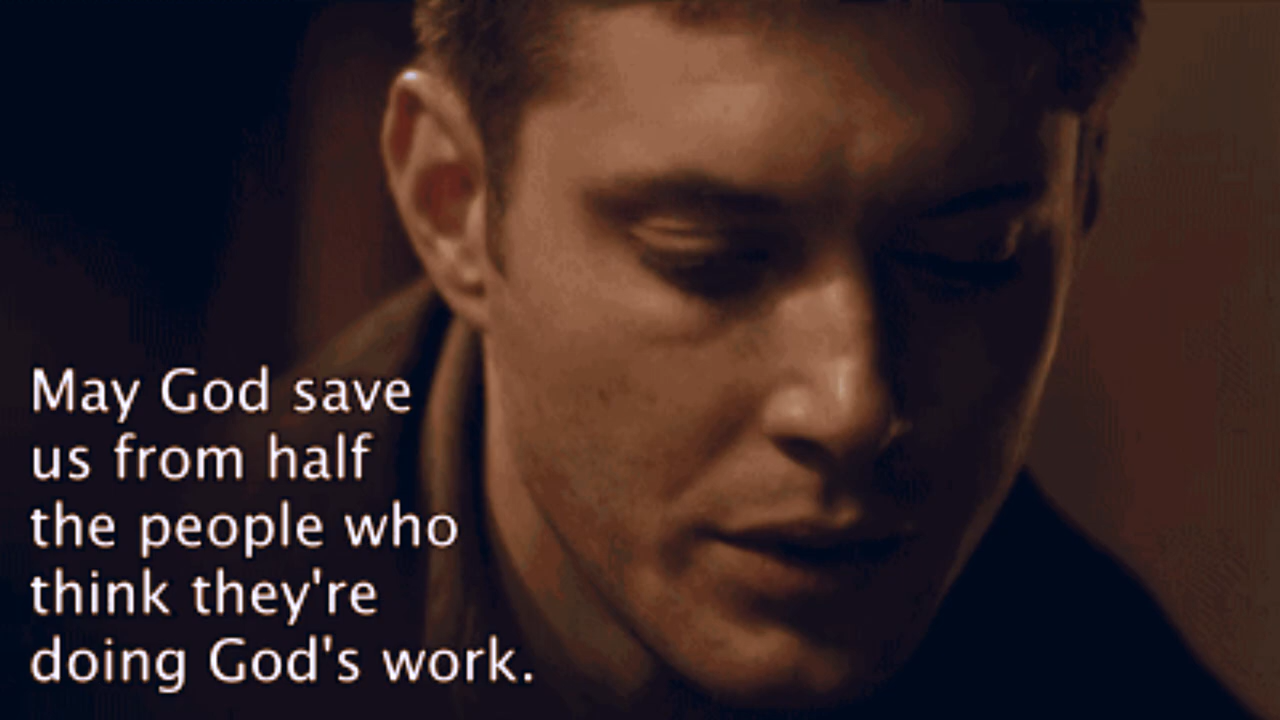 May God save
us from half
the people who
think they're
doing God's work.